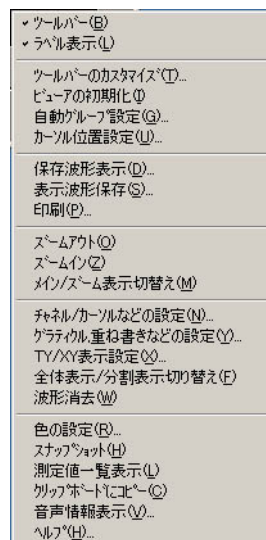 ✓ ﾂｰﾙﾊﾞｰ(B)
✓ ﾗﾍﾞﾙ表示(L)
ﾂｰﾙﾊﾞｰのｶｽﾀﾏｲｽﾞ(T)...
ﾋﾞｭｰｱの初期化(I)
自動ｸﾞﾙｰﾌﾟ設定(G)...
ｶｰｿﾙ位置設定(U)...
保存波形表示(D)...
表示波形保存(S)...
印刷(P)...
ｽﾞｰﾑｱｳﾄ(O)
ｽﾞｰﾑｲﾝ(Z)
ﾒｲﾝ/ｽﾞｰﾑ表示切替え(M)
ﾁｬﾈﾙ/ｶｰｿﾙなどの設定(N)...
ｸﾞﾗﾃｨｸﾙ,重ね書きなどの設定(Y)...
TY/XY表示設定(X)...
全体表示/分割表示切り替え(F)
波形消去(W)
色の設定(R)...
ｽﾅｯﾌﾟｼｮｯﾄ(H)
測定値一覧表示(L)
ｸﾘｯﾌﾟﾎﾞｰﾄﾞにｺﾋﾟｰ(C)
音声情報表示(V)...
ﾍﾙﾌﾟ(H)...